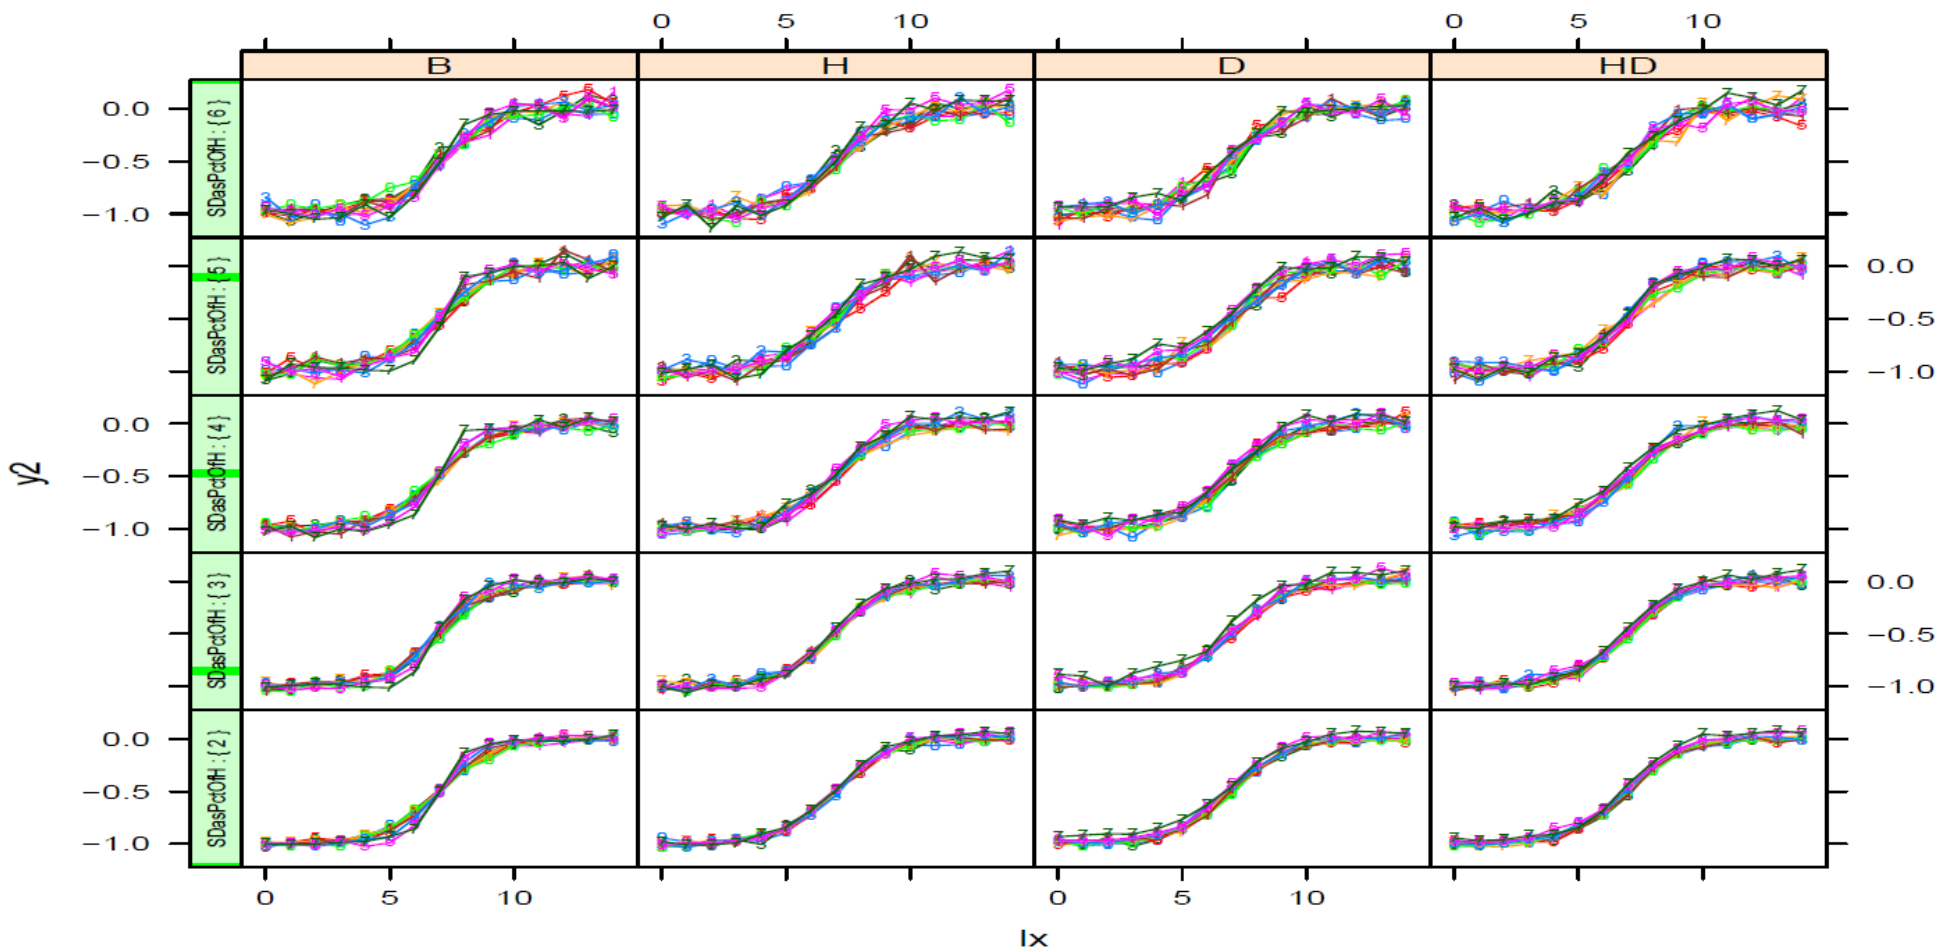 0 5 10 0 5 10
B H D HD
SDasPctOfH : { 6 }
0.0
−0.5
−1.0
SDasPctOfH : { 5 }
0.0
−0.5
−1.0
SDasPctOfH : { 4 }
0.0
−0.5
−1.0
SDasPctOfH : { 3 }
0.0
−0.5
−1.0
SDasPctOfH : { 2 }
0.0
−0.5
−1.0
y2
0 5 10 0 5 10
lx